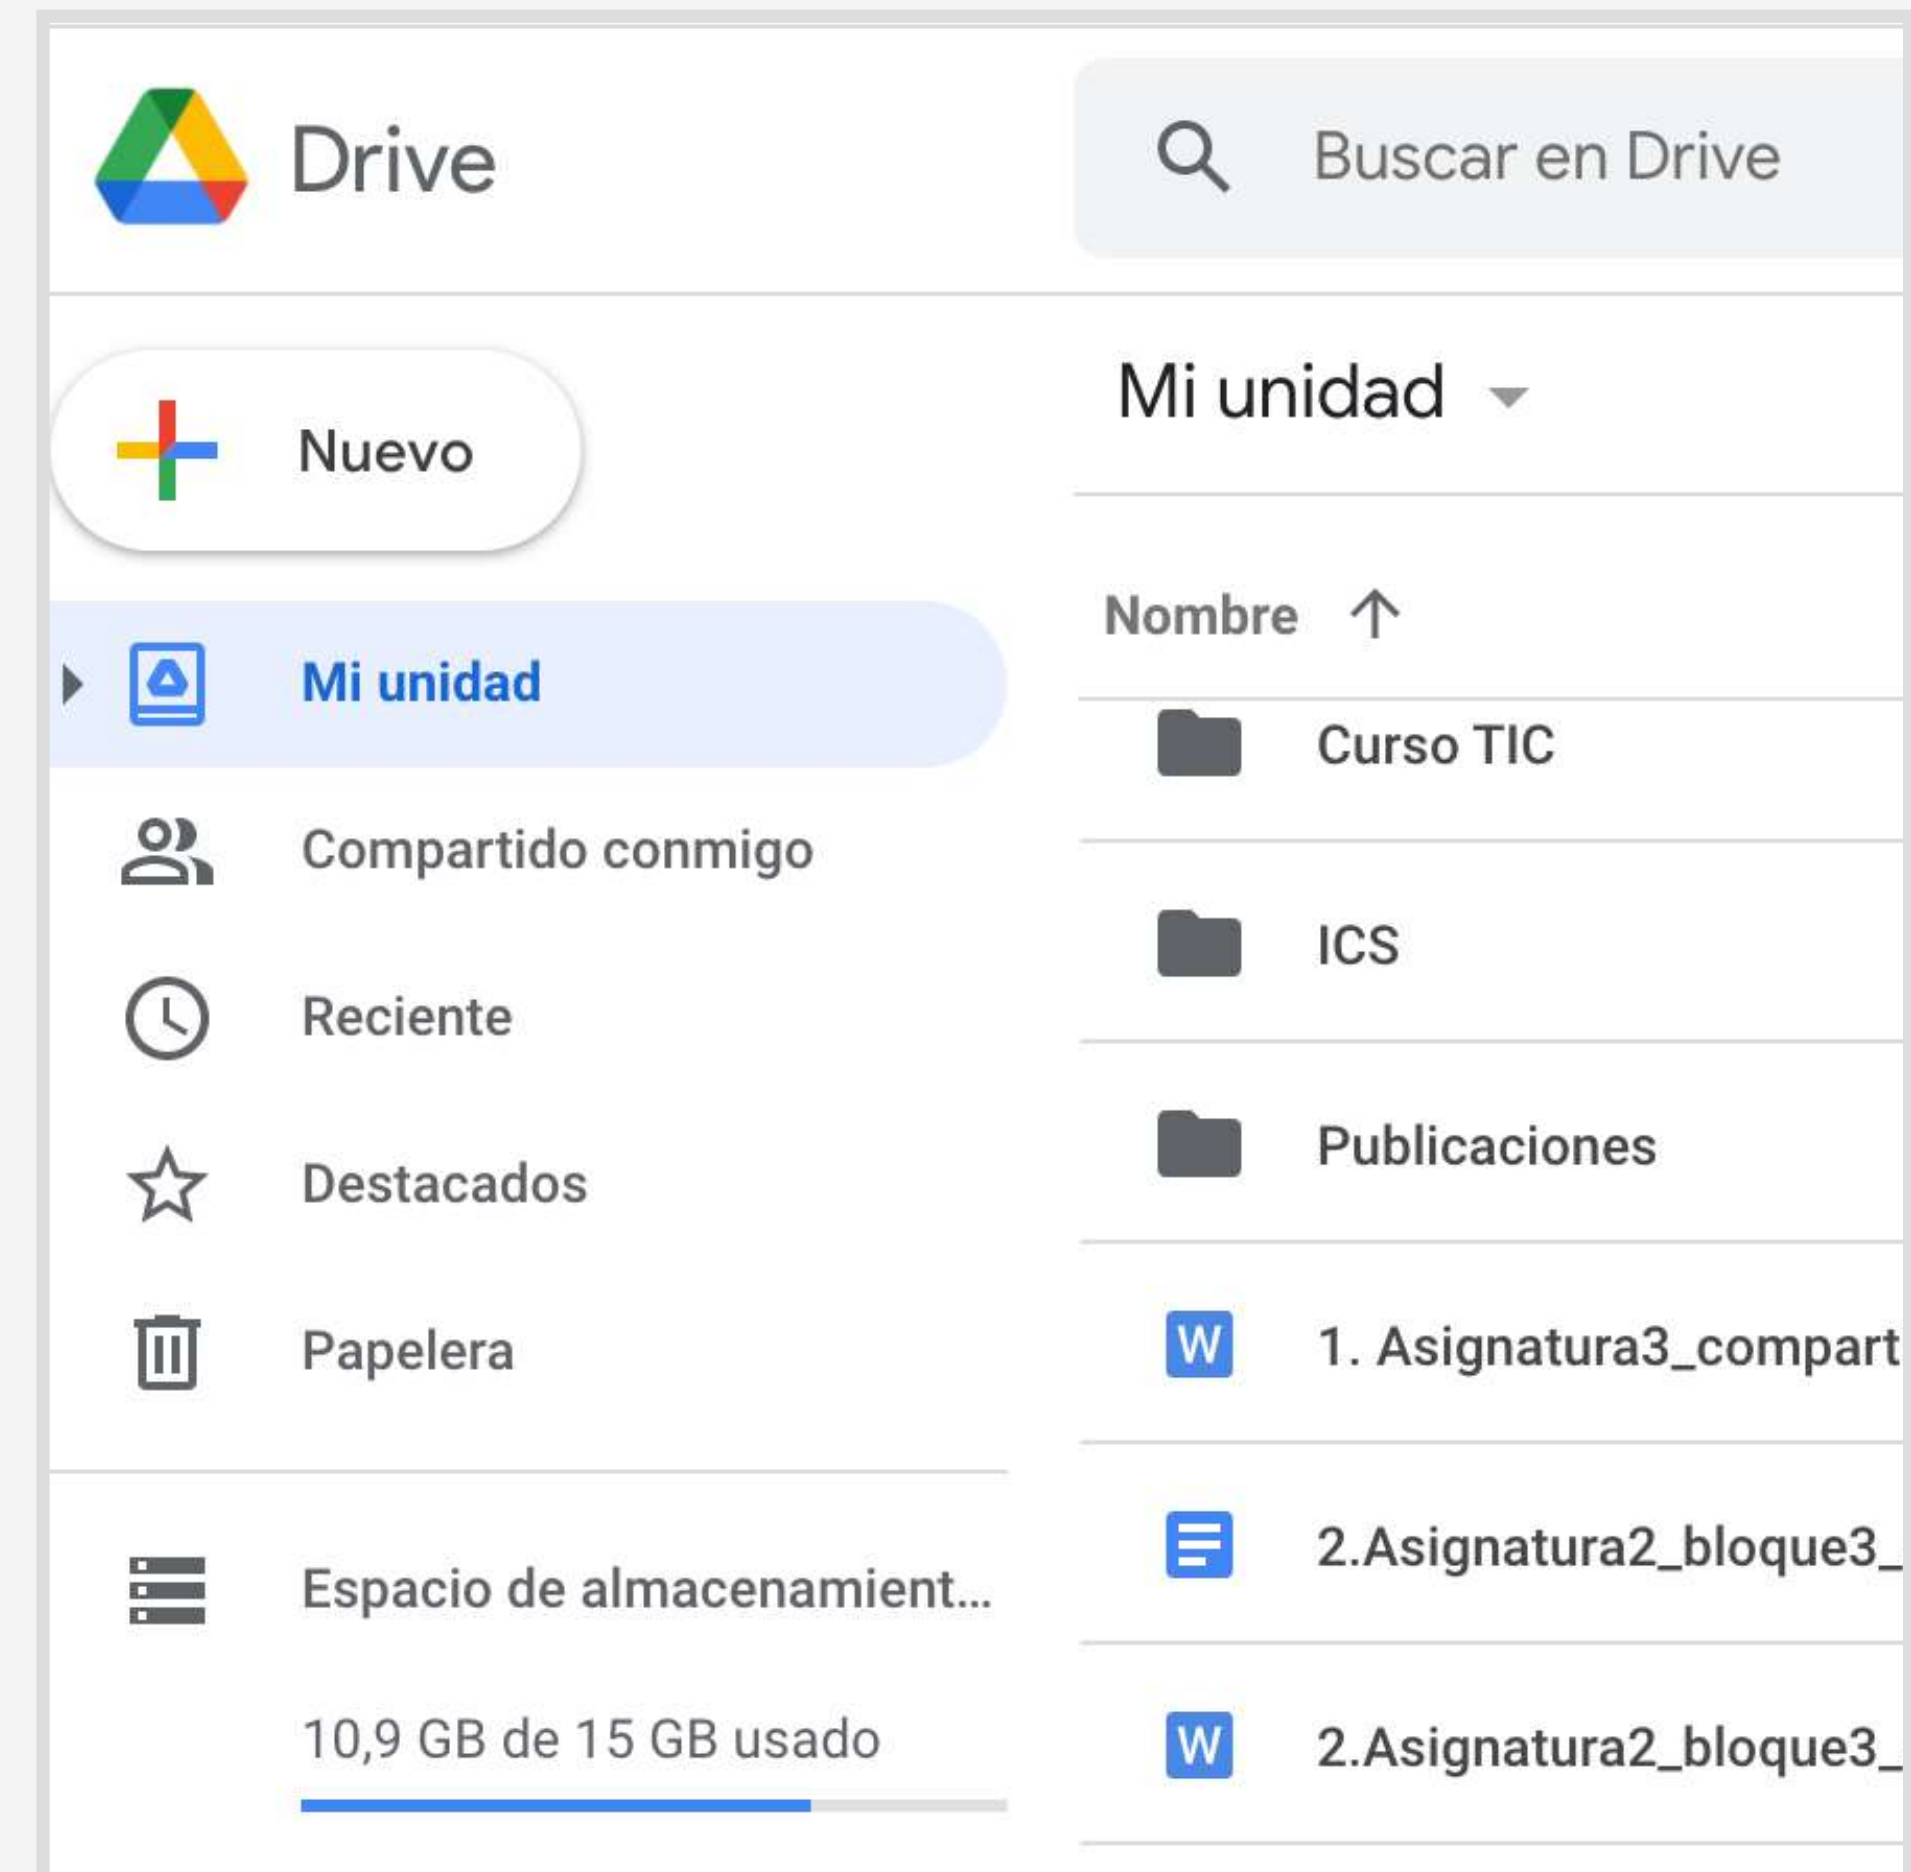 Drive
Buscar en Drive
Nuevo
Mi unidad
Compartido conmigo
Reciente
Destacados
Papelera
Espacio de almacenamient...
10,9 GB de 15 GB usado
Mi unidad
Nombre
Curso TIC
ICS
Publicaciones
W 1. Asignatura3_compart
2.Asignatura2_bloque3_
W 2.Asignatura2_bloque3_